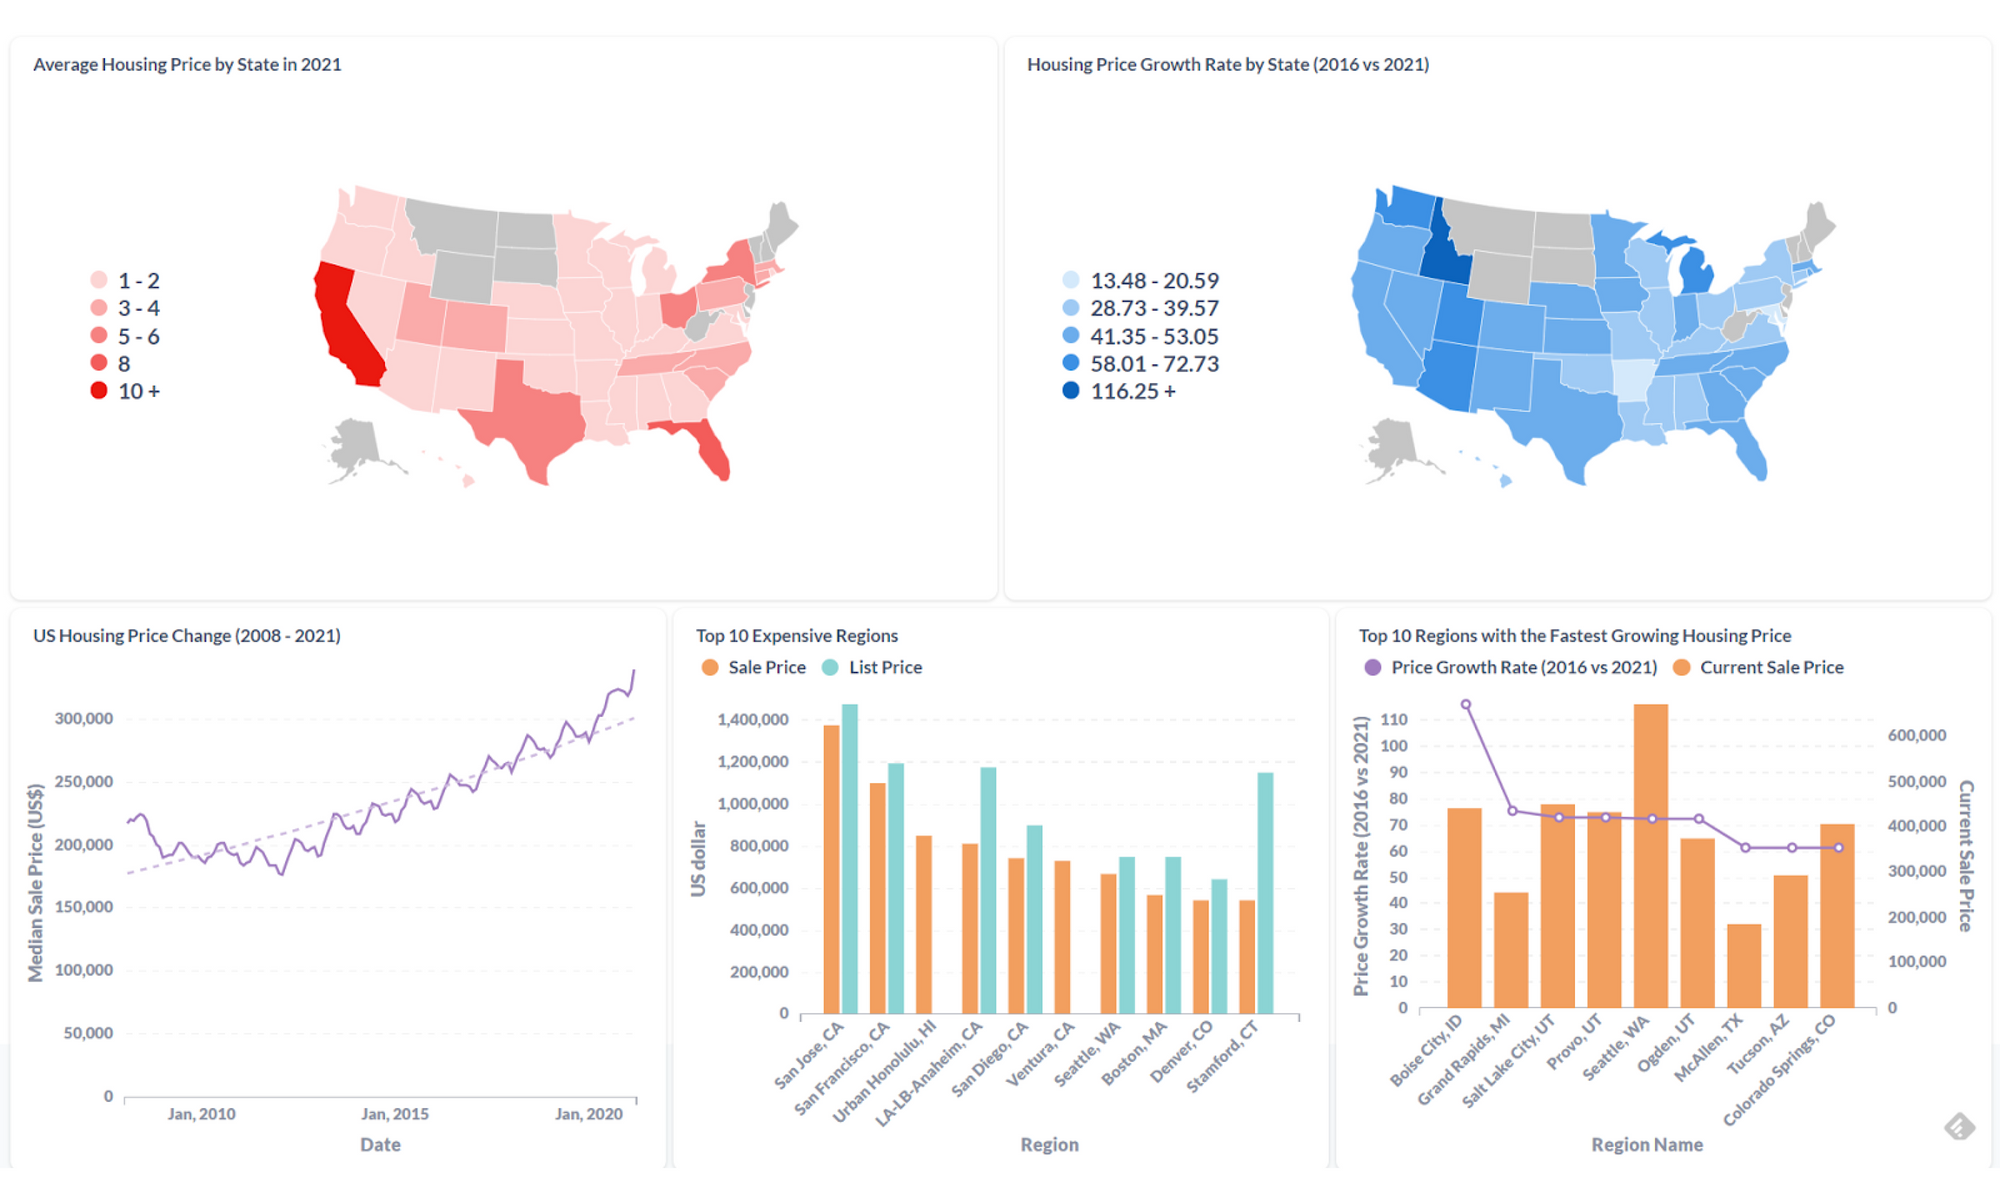 Average Housing Price by State in 2021
1 - 2
3 - 4
5 - 6
8
10 +
Housing Price Growth Rate by State (2016 vs 2021)
13.48 - 20.59
28.73 - 39.57
41.35 - 53.05
58.01 - 72.73
116.25 +
US Housing Price Change (2008 - 2021)
Median Sale Price (US$)
300,000
250,000
200,000
150,000
100,000
50,000
0
Jan, 2010
Jan, 2015
Jan, 2020
Date
Top 10 Expensive Regions
Sale Price
List Price
US dollar
1,400,000
1,200,000
1,000,000
800,000
600,000
400,000
200,000
0
San Jose, CA
San Francisco, CA
Urban Honolulu, HI
LA-LB-Anaheim, CA
San Diego, CA
Ventura, CA
Seattle, WA
Boston, MA
Denver, CO
Stamford, CT
Region
Top 10 Regions with the Fastest Growing Housing Price
Price Growth Rate (2016 vs 2021)
Current Sale Price
Price Growth Rate (2016 vs 2021)
110
100
90
80
70
60
50
40
30
20
10
0
600,000
500,000
400,000
300,000
200,000
100,000
0
Current Sale Price
Boise City, ID
Grand Rapids, MI
Salt Lake City, UT
Provo, UT
Seattle, WA
Ogden, UT
McAllen, TX
Tucson, AZ
Colorado Springs, CO
Region Name